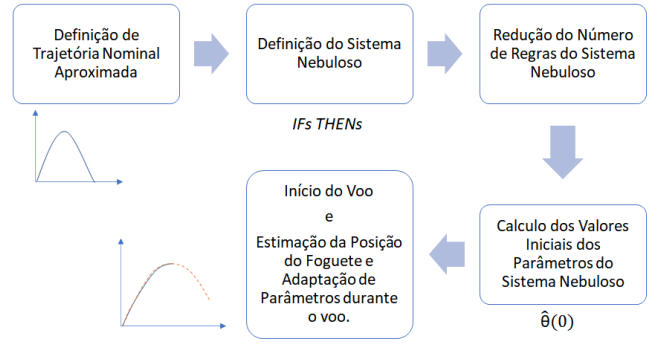 Definição de
Trajetória Nominal
Aproximada
Definição do Sistema
Nebuloso
IFs THENs
Redução do Número
de Regras do Sistema
Nebuloso
Calculo dos Valores
Iniciais dos
Parâmetros do
Sistema Nebuloso
θ̂(0)
Início do Voo
e
Estimação da Posição
do Foguete e
Adaptação de
Parâmetros durante
o voo.